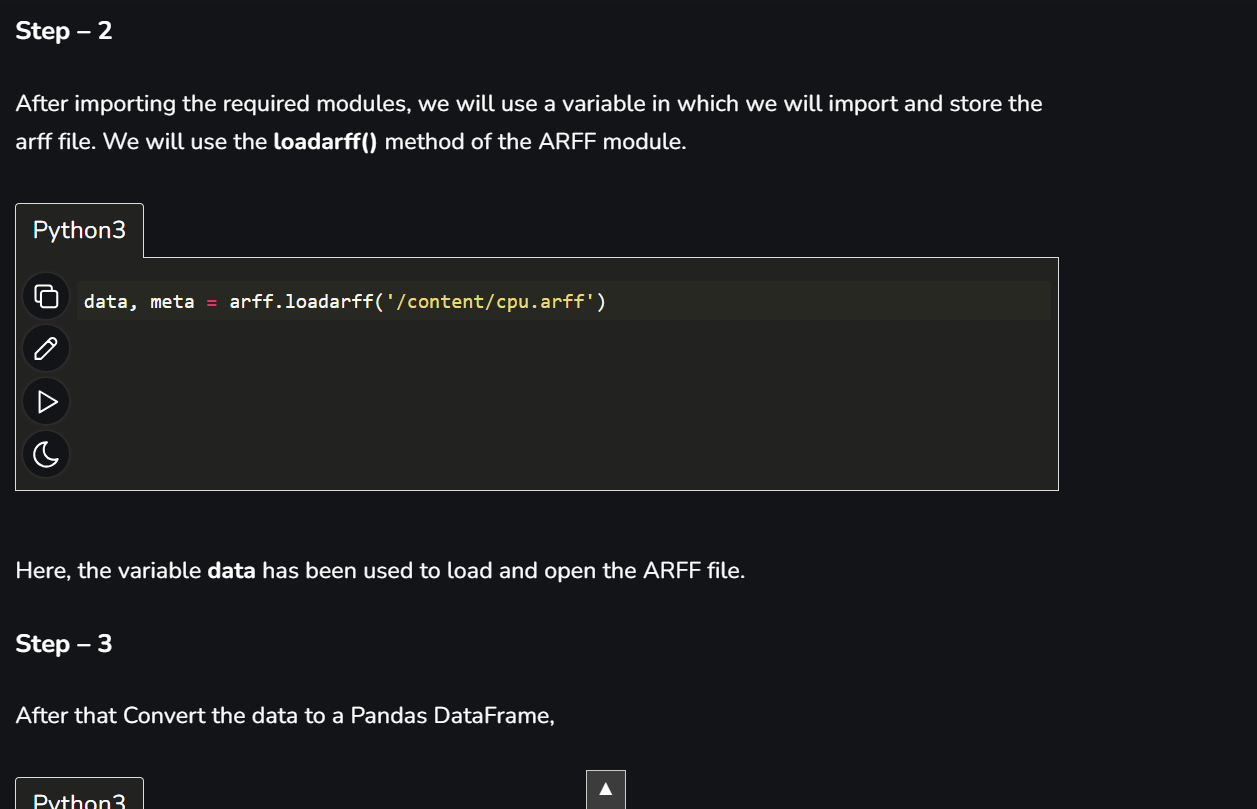 Step – 2
After importing the required modules, we will use a variable in which we will import and store the
arff file. We will use the loadarff() method of the ARFF module.
Python3
data, meta = arff.loadarff('/content/cpu.arff')
Here, the variable data has been used to load and open the ARFF file.
Step – 3
After that Convert the data to a Pandas DataFrame,
Python3